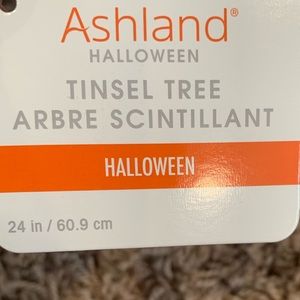 Ashland®
HALLOWEEN
TINSEL TREE
ARBRE SCINTILLANT
HALLOWEEN
24 in / 60.9 cm